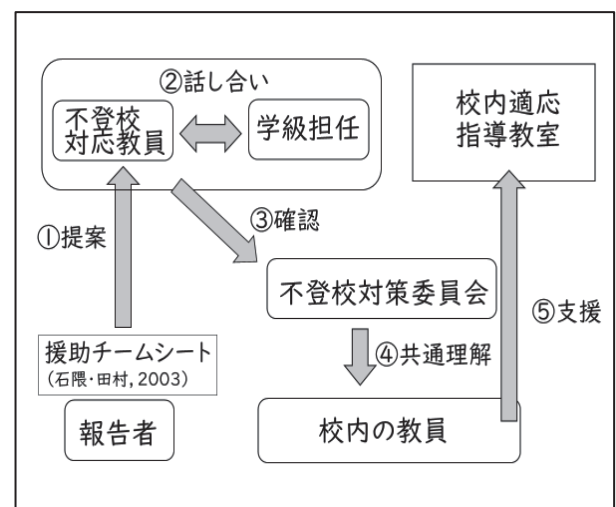 ②話し合い
不登校
対応教員
学級担任
校内適応
指導教室
①提案
③確認
不登校対策委員会
⑤支援
援助チームシート
(石隈・田村, 2003)
④共通理解
報告者
校内の教員